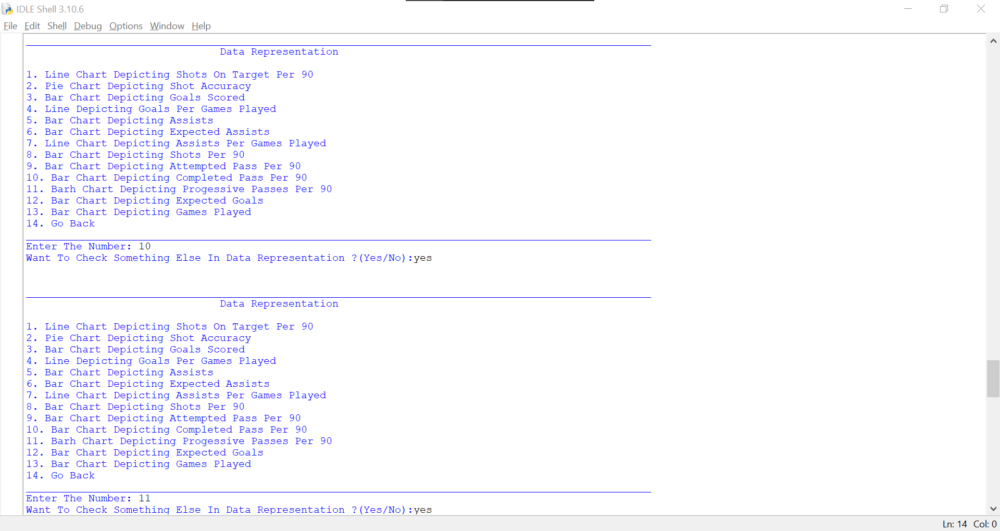 IDLE Shell 3.10.6
File Edit Shell Debug Options Window Help
Data Representation
1. Line Chart Depicting Shots On Target Per 90
2. Pie Chart Depicting Shot Accuracy
3. Bar Chart Depicting Goals Scored
4. Line Depicting Goals Per Games Played
5. Bar Chart Depicting Assists
6. Bar Chart Depicting Expected Assists
7. Line Chart Depicting Assists Per Games Played
8. Bar Chart Depicting Shots Per 90
9. Bar Chart Depicting Attempted Pass Per 90
10. Bar Chart Depicting Completed Pass Per 90
11. Barh Chart Depicting Progessive Passes Per 90
12. Bar Chart Depicting Expected Goals
13. Bar Chart Depicting Games Played
14. Go Back
Enter The Number: 10
Want To Check Something Else In Data Representation ?(Yes/No):yes
Data Representation
1. Line Chart Depicting Shots On Target Per 90
2. Pie Chart Depicting Shot Accuracy
3. Bar Chart Depicting Goals Scored
4. Line Depicting Goals Per Games Played
5. Bar Chart Depicting Assists
6. Bar Chart Depicting Expected Assists
7. Line Chart Depicting Assists Per Games Played
8. Bar Chart Depicting Shots Per 90
9. Bar Chart Depicting Attempted Pass Per 90
10. Bar Chart Depicting Completed Pass Per 90
11. Barh Chart Depicting Progessive Passes Per 90
12. Bar Chart Depicting Expected Goals
13. Bar Chart Depicting Games Played
14. Go Back
Enter The Number: 11
Want To Check Something Else In Data Representation ?(Yes/No):yes
Ln: 14 Col: 0